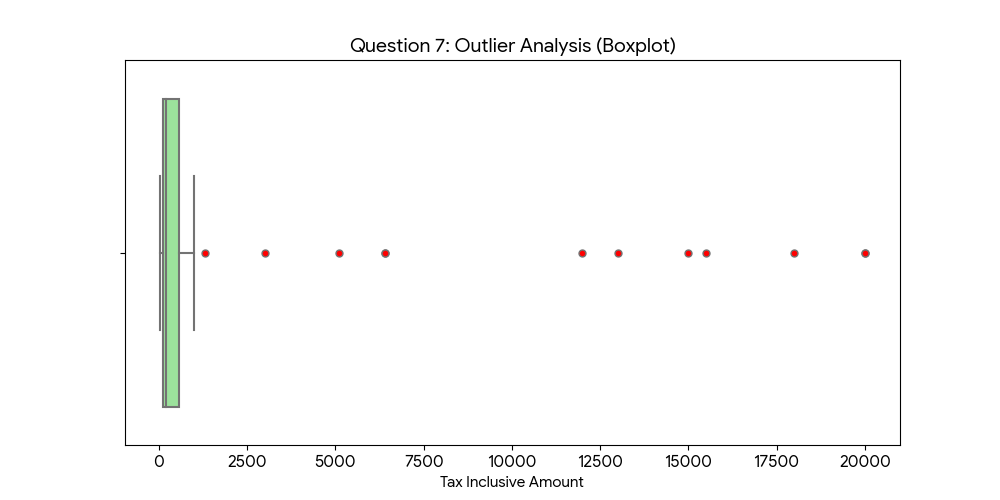 Question 7: Outlier Analysis (Boxplot)
0 2500 5000 7500 10000 12500 15000 17500 20000
Tax Inclusive Amount